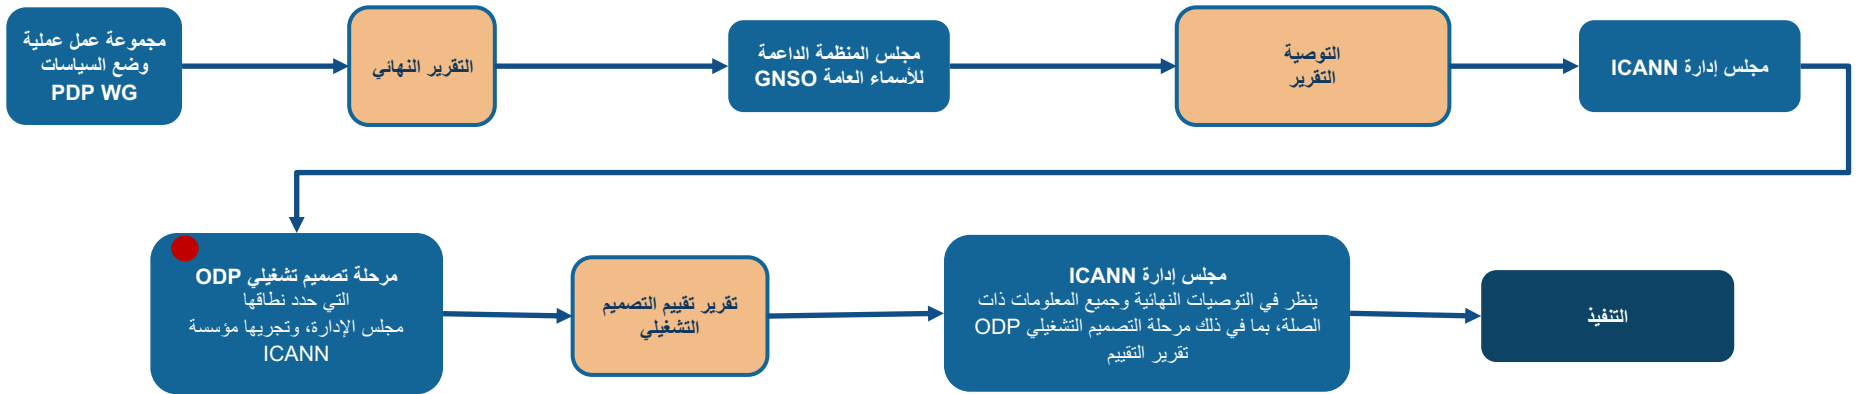 مجموعة عمل عملية
وضع السياسات
PDP WG
التقرير النهائي
مجلس المنظمة الداعمة
للأسماء العامة GNSO
التوصية
التقرير
مجلس إدارة ICANN
مرحلة تصميم تشغيلي ODP
التي حدد نطاقها
مجلس الإدارة، وتجريها مؤسسة
ICANN
تقرير تقييم التصميم
التشغيلي
مجلس إدارة ICANN
ينظر في التوصيات النهائية وجميع المعلومات ذات
الصلة، بما في ذلك مرحلة التصميم التشغيلي ODP
تقرير التقييم
التنفيذ